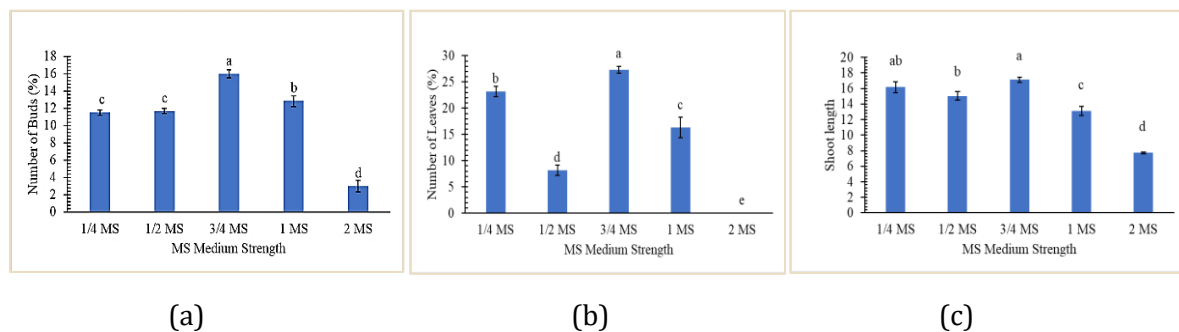 Number of Buds (%)
18
16
14
12
10
8
6
4
2
0
c
c
a
b
d
1/4 MS 1/2 MS 3/4 MS 1 MS 2 MS
MS Medium Strength
(a)
Number of Leaves (%)
30
25
20
15
10
5
0
b
d
a
c
e
1/4 MS 1/2 MS 3/4 MS 1 MS 2 MS
MS Medium Strength
(b)
Shoot length
20
18
16
14
12
10
8
6
4
2
0
ab
b
a
c
d
1/4 MS 1/2 MS 3/4 MS 1 MS 2 MS
MS Medium Strength
(c)